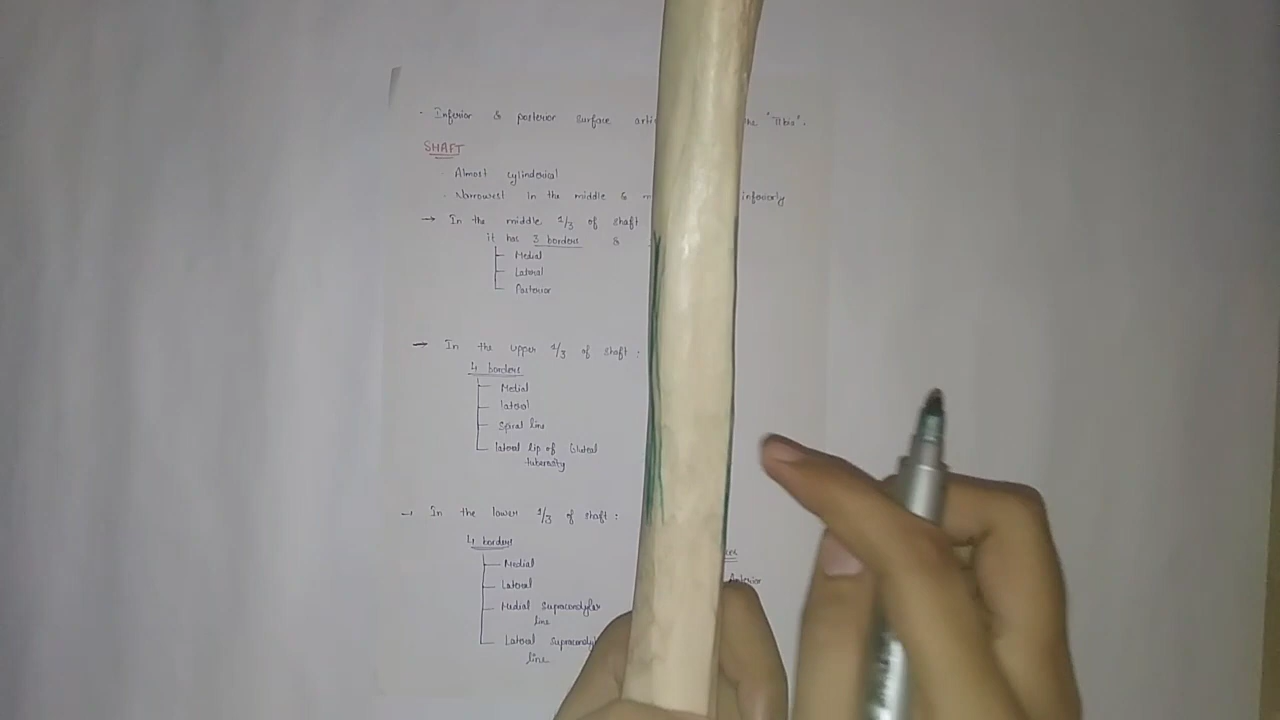 · Inferior & posterior surface arti the "Tibia".
SHAFT
· Almost cylinderical
· Narrowest in the middle & m inferiorly
→ In the middle 1/3 of shaft
it has 3 borders &
Medial
Lateral
Posterior
→ In the upper 1/3 of shaft :
4 borders
Medial
lateral
Spiral line
lateral lip of Gluteal
tuberosity
→ In the lower 1/3 of shaft :
4 borders
Medial
Lateral
Medial Supracondylar
line
Lateral Supracondyl
line
Anterior